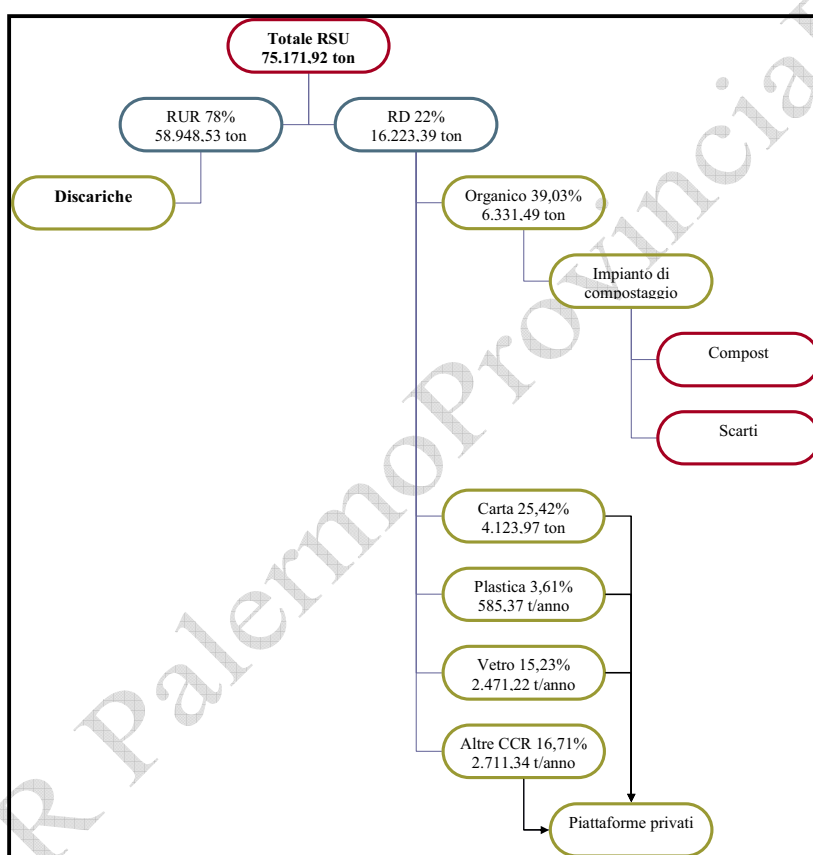 Totale RSU
75.171,92 ton
RUR 78%
58.948,53 ton
RD 22%
16.223,39 ton
Discariche
Organico 39,03%
6.331,49 ton
Impianto di
compostaggio
Compost
Scarti
Carta 25,42%
4.123,97 ton
Plastica 3,61%
585,37 t/anno
Vetro 15,23%
2.471,22 t/anno
Altre CCR 16,71%
2.711,34 t/anno
Piattaforme privati
R PalermoProvincia